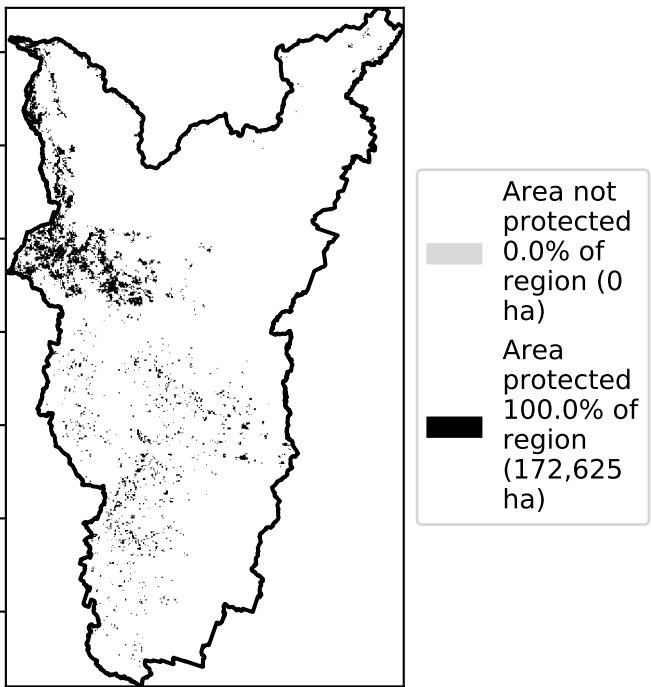 Area not
protected
0.0% of
region (0
ha)
Area
protected
100.0% of
region
(172,625
ha)